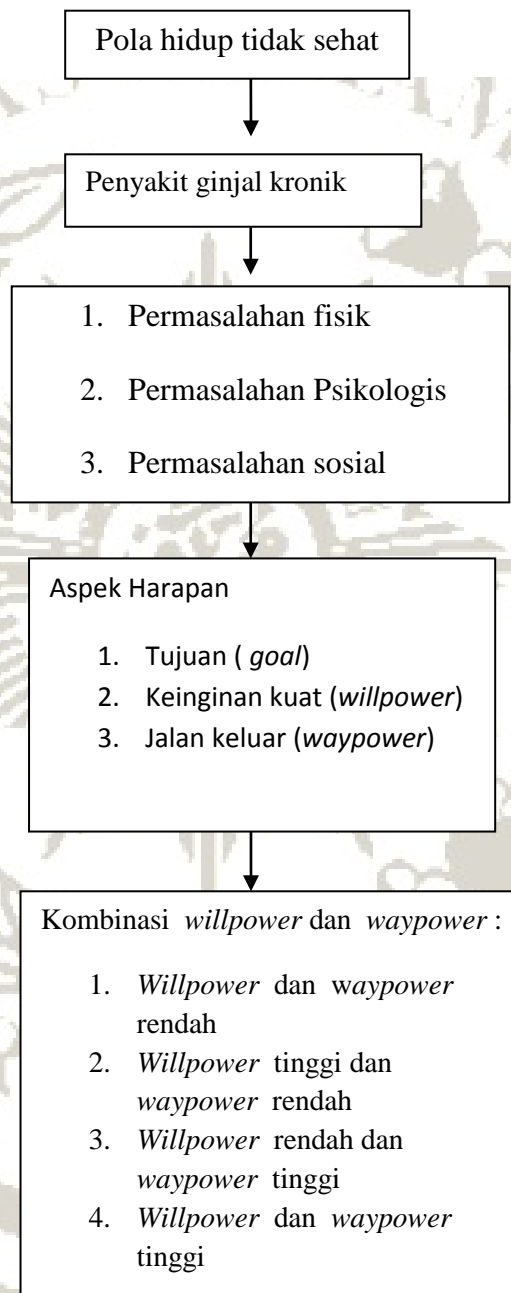 Pola hidup tidak sehat
Penyakit ginjal kronik
1. Permasalahan fisik
2. Permasalahan Psikologis
3. Permasalahan sosial
Aspek Harapan
1. Tujuan ( goal)
2. Keinginan kuat (willpower)
3. Jalan keluar (waypower)
Kombinasi willpower dan waypower :
1. Willpower dan waypower
rendah
2. Willpower tinggi dan
waypower rendah
3. Willpower rendah dan
waypower tinggi
4. Willpower dan waypower
tinggi